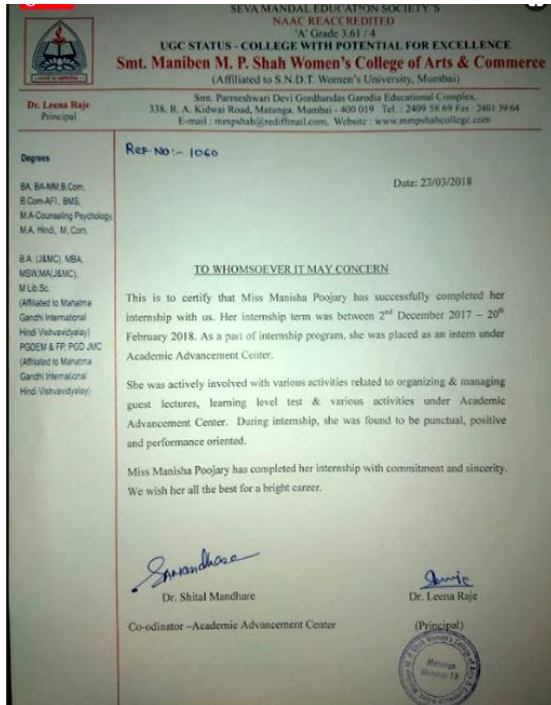 SEVA MANDAL EDUCATION SOCIETY'S
NAAC REACCREDITED
'A' Grade 3.61 / 4
UGC STATUS - COLLEGE WITH POTENTIAL FOR EXCELLENCE
Smt. Maniben M. P. Shah Women's College of Arts & Commerce
(Affiliated to S.N.D.T. Women's University, Mumbai)
Dr. Leena Raje
Principal
Smt. Parmeshwari Devi Gordhandas Garodia Educational Complex,
338, R. A. Kidwai Road, Matunga, Mumbai - 400 019 Tel. : 2409 58 69 Fax : 2401 39 64
E-mail : mmpshah@rediffmail.com, Website : www.mmpshahcollege.com
Ref No:- 1060
Date: 23/03/2018
Degrees
BA, BA-MM,B.Com,
B.Com-AFI, BMS,
M.A-Counseling Psychology,
M.A. Hindi, M. Com.
B.A. (J&MC), MBA,
MSW,MA(J&MC),
M Lib.Sc.
(Affiliated to Mahatma
Gandhi International
Hindi Vishvavidyalay)
PGDEM & FP, PGD JMC
(Affiliated to Mahatma
Gandhi International
Hindi Vishvavidyalay)
TO WHOMSOEVER IT MAY CONCERN
This is to certify that Miss Manisha Poojary has successfully completed her
internship with us. Her internship term was between 2nd December 2017 – 20th
February 2018. As a part of internship program, she was placed as an intern under
Academic Advancement Center.
She was actively involved with various activities related to organizing & managing
guest lectures, learning level test & various activities under Academic
Advancement Center. During internship, she was found to be punctual, positive
and performance oriented.
Miss Manisha Poojary has completed her internship with commitment and sincerity.
We wish her all the best for a bright career.
Dr. Shital Mandhare
Co-odinator –Academic Advancement Center
Dr. Leena Raje
(Principal)
M. P. Shah Women's College of Arts &
Matunga
Mumbai-19